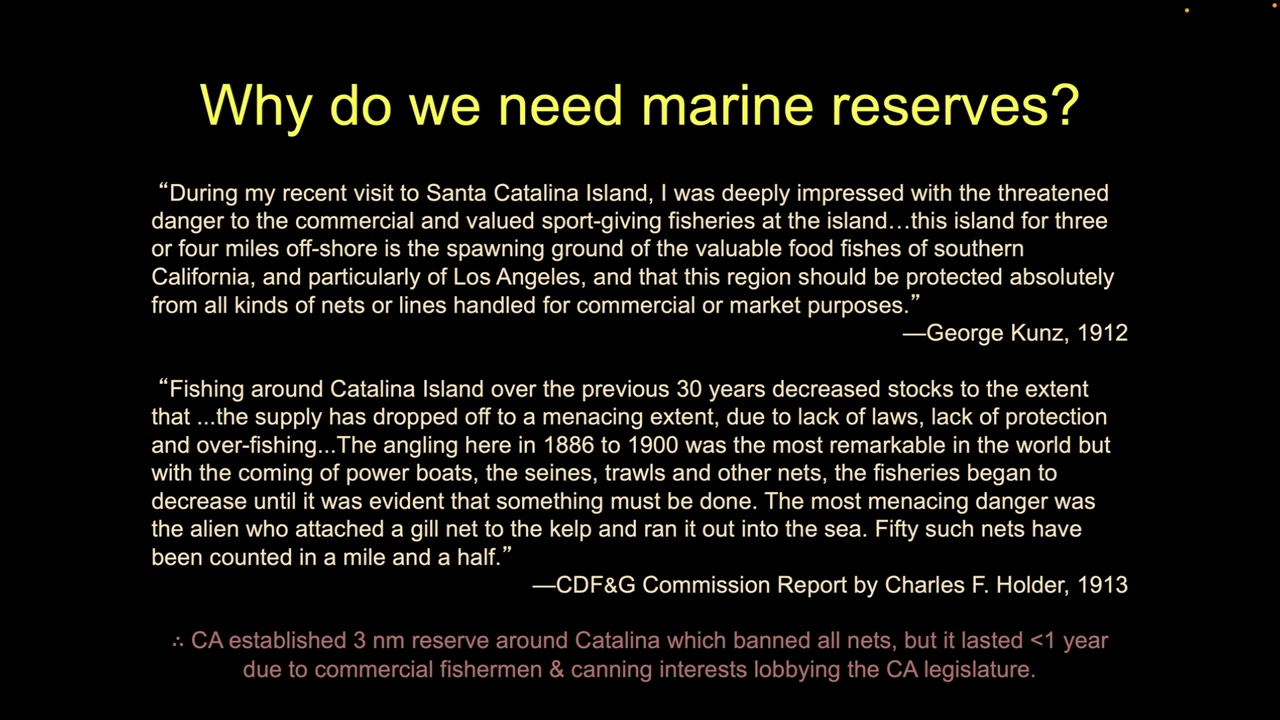 Why do we need marine reserves?
“During my recent visit to Santa Catalina Island, I was deeply impressed with the threatened
danger to the commercial and valued sport-giving fisheries at the island…this island for three
or four miles off-shore is the spawning ground of the valuable food fishes of southern
California, and particularly of Los Angeles, and that this region should be protected absolutely
from all kinds of nets or lines handled for commercial or market purposes.”
—George Kunz, 1912
“Fishing around Catalina Island over the previous 30 years decreased stocks to the extent
that ...the supply has dropped off to a menacing extent, due to lack of laws, lack of protection
and over-fishing...The angling here in 1886 to 1900 was the most remarkable in the world but
with the coming of power boats, the seines, trawls and other nets, the fisheries began to
decrease until it was evident that something must be done. The most menacing danger was
the alien who attached a gill net to the kelp and ran it out into the sea. Fifty such nets have
been counted in a mile and a half.”
—CDF&G Commission Report by Charles F. Holder, 1913
∴ CA established 3 nm reserve around Catalina which banned all nets, but it lasted <1 year
due to commercial fishermen & canning interests lobbying the CA legislature.